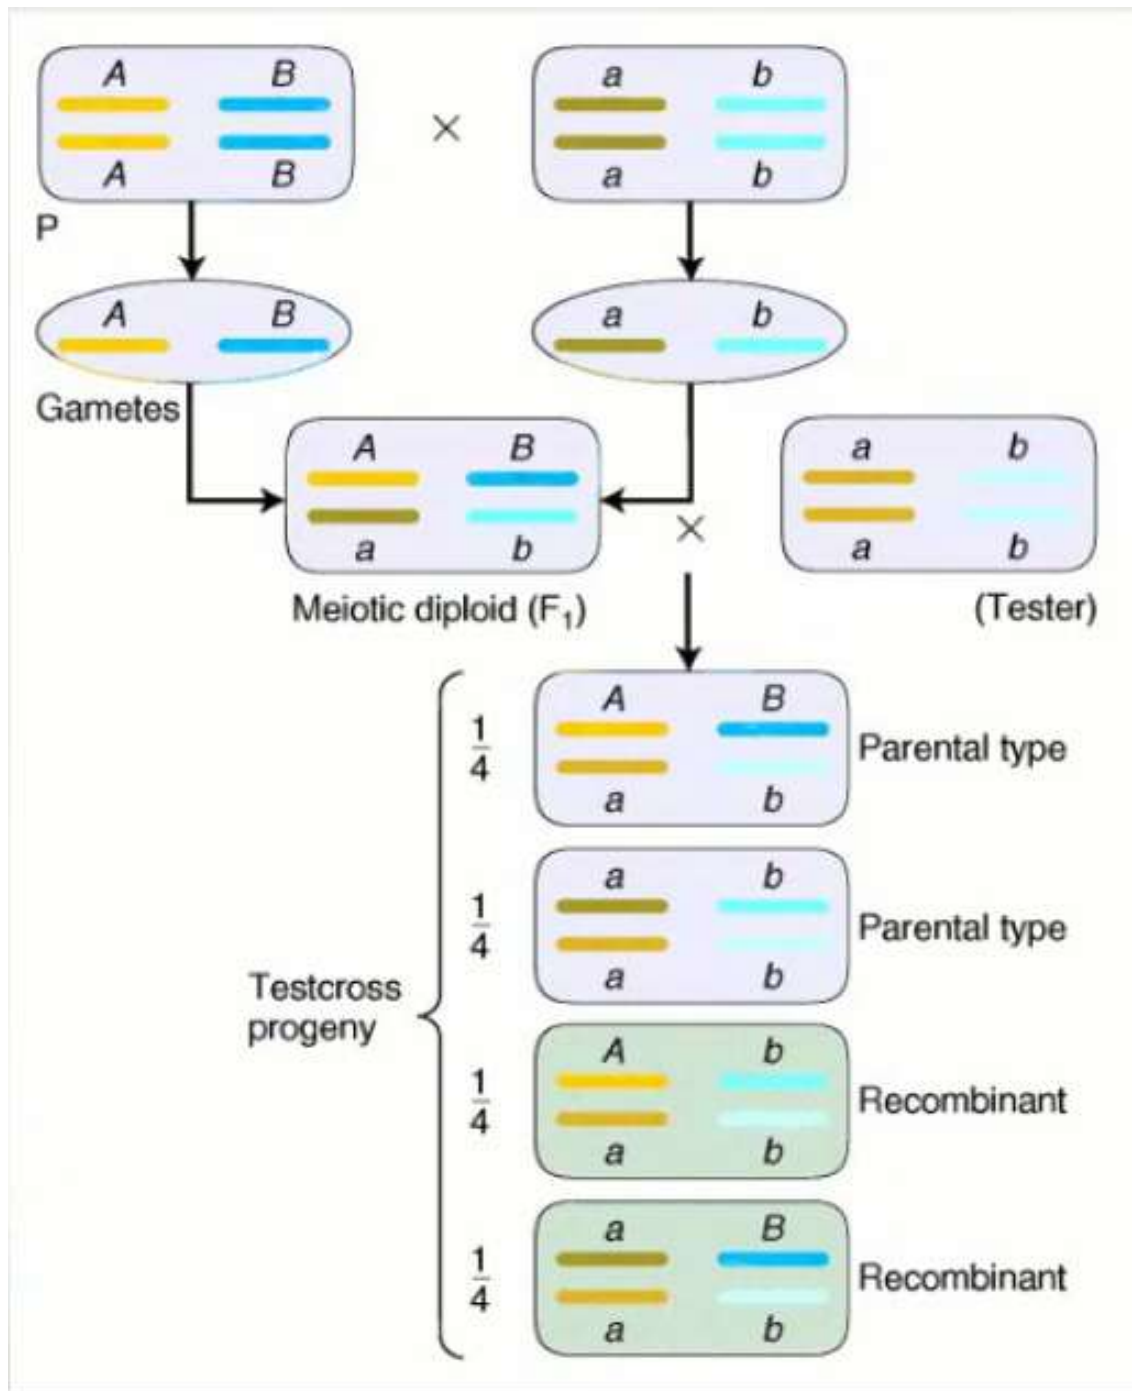 A B a b
×
A B a b
P
A B a b
Gametes
A B a b
×
a b a b
Meiotic diploid (F₁) (Tester)
A B
1/4 Parental type
a b
a b
1/4 Parental type
a b
Testcross
progeny
A b
1/4 Recombinant
a b
a B
1/4 Recombinant
a b